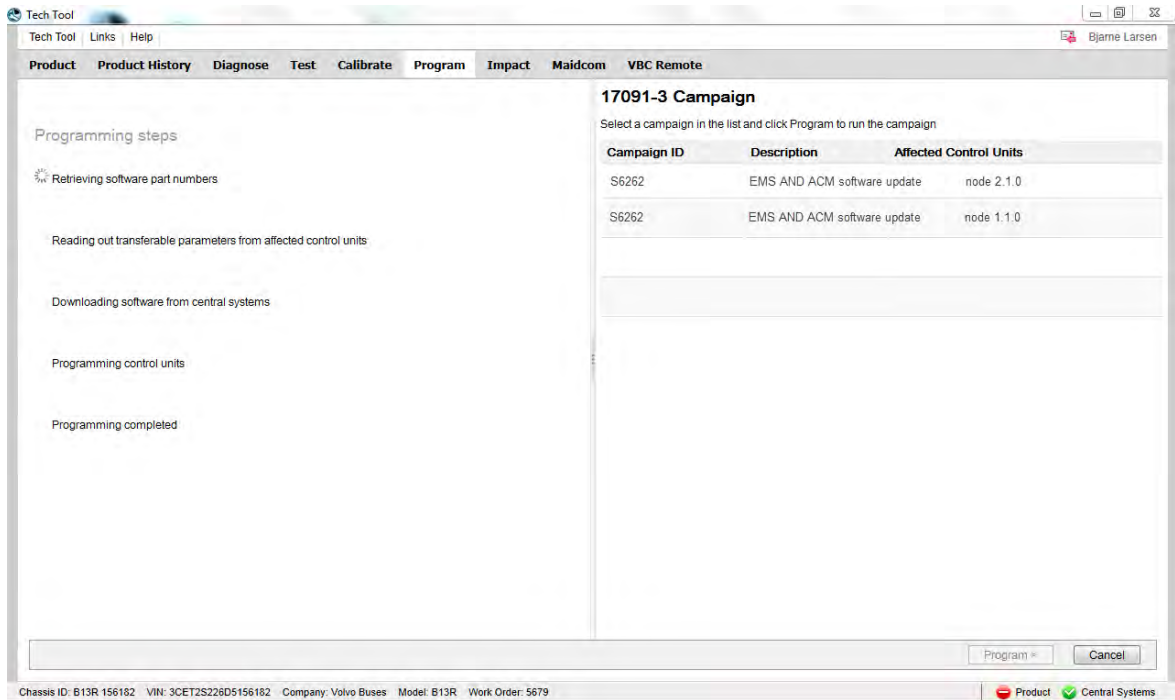 Tech Tool
Tech Tool Links Help Bjarne Larsen
Product Product History Diagnose Test Calibrate Program Impact Maidcom VBC Remote
Programming steps
Retrieving software part numbers
Reading out transferable parameters from affected control units
Downloading software from central systems
Programming control units
Programming completed
17091-3 Campaign
Select a campaign in the list and click Program to run the campaign
Campaign ID Description Affected Control Units
S6262 EMS AND ACM software update node 2.1.0
S6262 EMS AND ACM software update node 1.1.0
Program » Cancel
Chassis ID: B13R 156182 VIN: 3CET2S226D5156182 Company: Volvo Buses Model: B13R Work Order: 5679 Product Central Systems